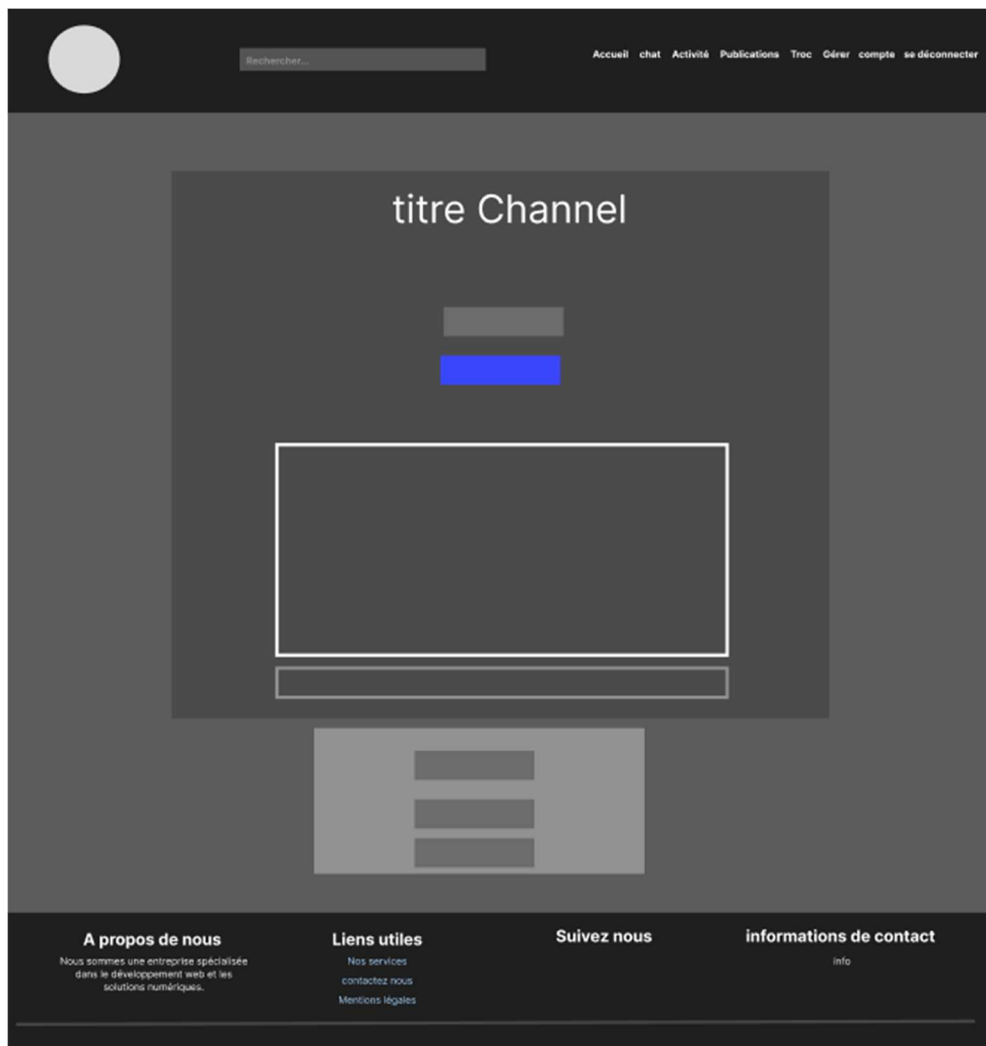 Rechercher...
Accueil chat Activité Publications Troc Gérer compte se déconnecter
titre Channel
A propos de nous
Nous sommes une entreprise spécialisée
dans le développement web et les
solutions numériques.
Liens utiles
Nos services
contactez nous
Mentions légales
Suivez nous
informations de contact
info